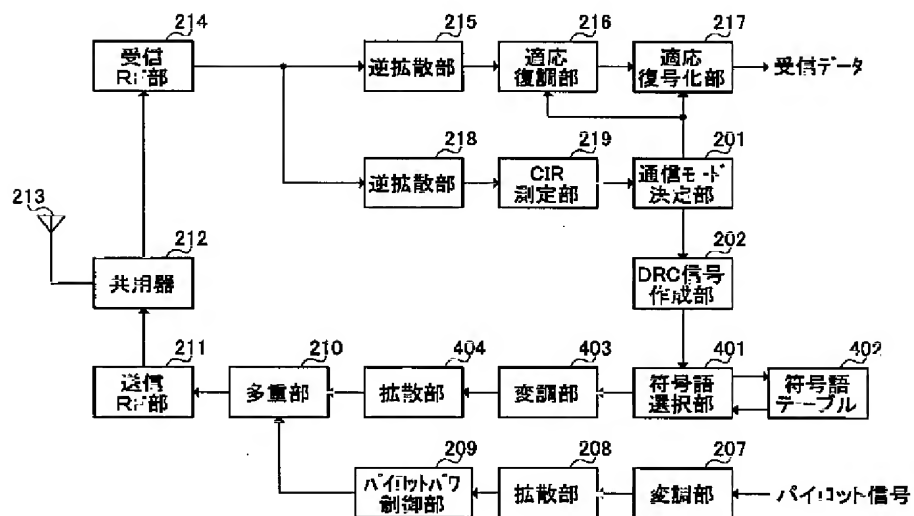 214
受信
RF部
215
逆拡散部
216
適応
復調部
217
適応
復号化部
受信データ
218
逆拡散部
219
CIR
測定部
201
通信モード
決定部
213
212
共用器
202
DRC信号
作成部
211
送信
RF部
210
多重部
404
拡散部
403
変調部
401
符号語
選択部
402
符号語
テーブル
209
パイロットパワ
制御部
208
拡散部
207
変調部
パイロット信号